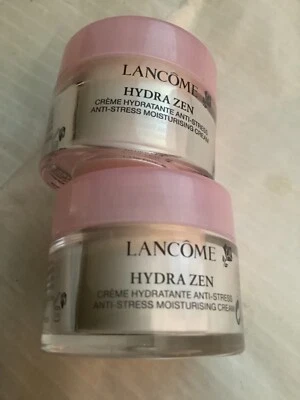 LANCÔME
HYDRA ZEN
CRÈME HYDRATANTE ANTI-STRESS
ANTI-STRESS MOISTURISING CREAM
LANCÔME
HYDRA ZEN
CRÈME HYDRATANTE ANTI-STRESS
ANTI-STRESS MOISTURISING CREAM